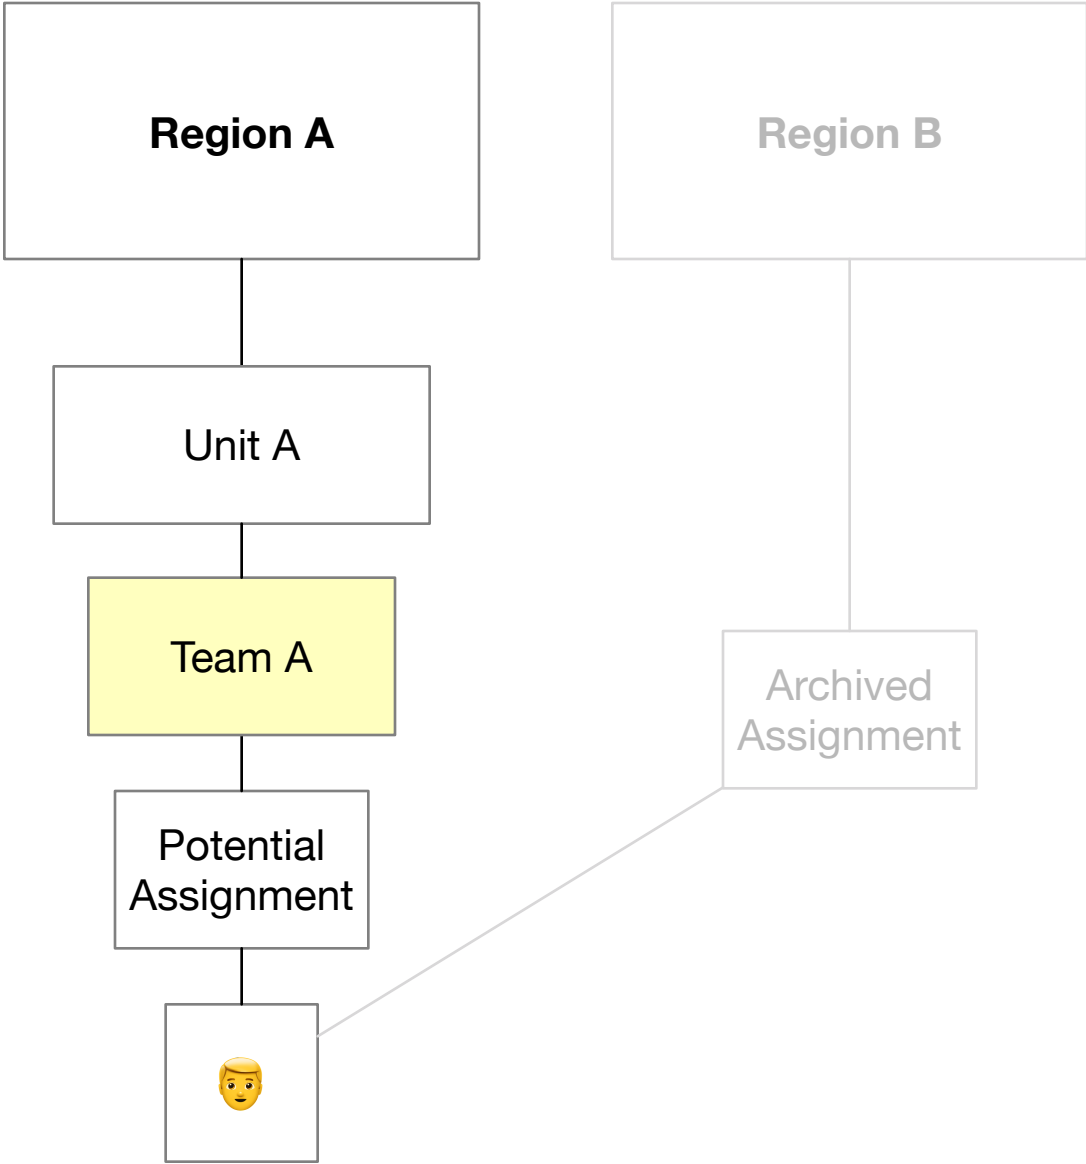 Region A
Region B
Unit A
Team A
Archived
Assignment
Potential
Assignment